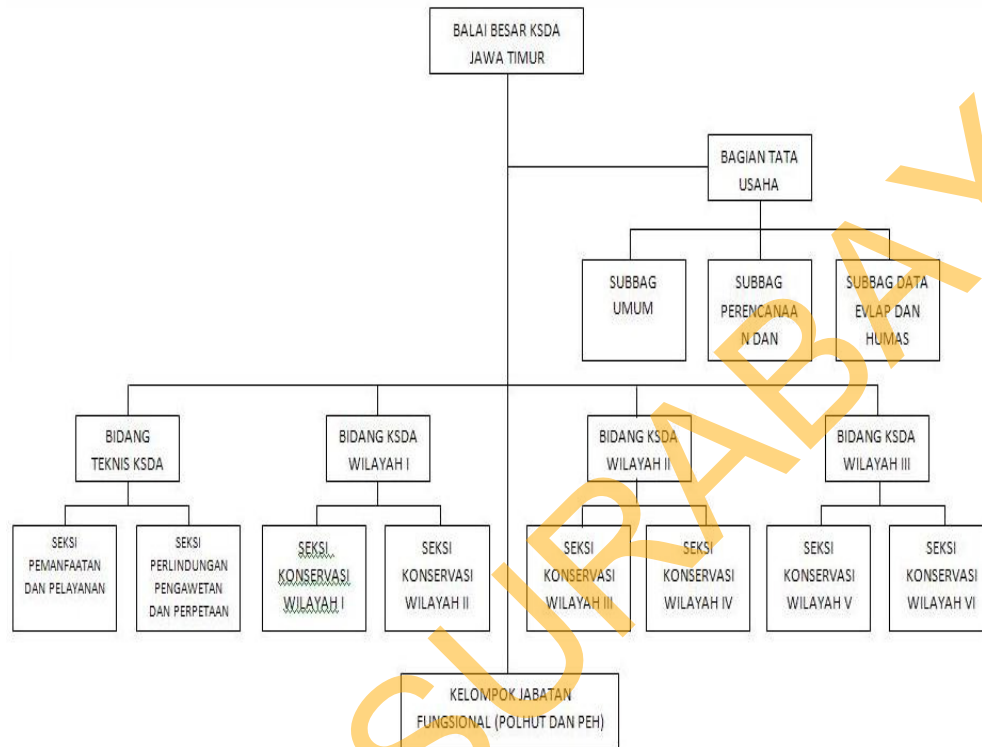 BALAI BESAR KSDA
JAWA TIMUR
BAGIAN TATA
USAHA
SUBBAG
UMUM
SUBBAG
PERENCANAA
N DAN
SUBBAG DATA
EVLAP DAN
HUMAS
BIDANG
TEKNIS KSDA
BIDANG KSDA
WILAYAH I
BIDANG KSDA
WILAYAH II
BIDANG KSDA
WILAYAH III
SEKSI
PEMANFAATAN
DAN PELAYANAN
SEKSI
PERLINDUNGAN
PENGAWETAN
DAN PERPETAAN
SEKSI
KONSERVASI
WILAYAH I
SEKSI
KONSERVASI
WILAYAH II
SEKSI
KONSERVASI
WILAYAH III
SEKSI
KONSERVASI
WILAYAH IV
SEKSI
KONSERVASI
WILAYAH V
SEKSI
KONSERVASI
WILAYAH VI
KELOMPOK JABATAN
FUNGSIONAL (POLHUT DAN PEH)
SURABAY